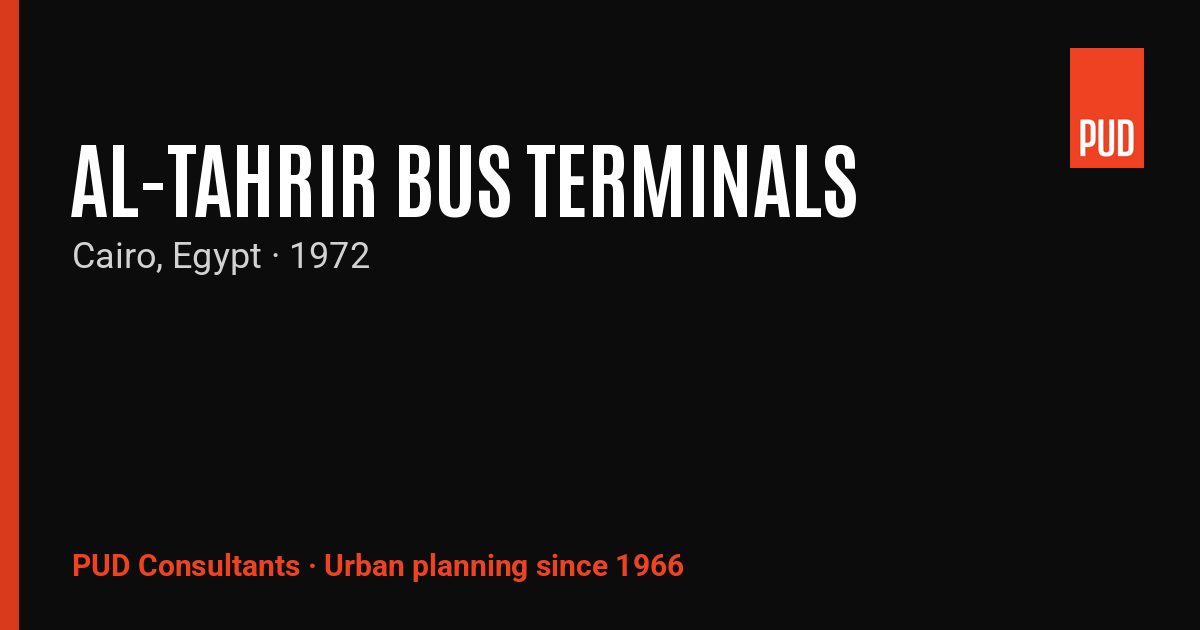 PUD
AL-TAHRIR BUS TERMINALS
Cairo, Egypt · 1972
PUD Consultants · Urban planning since 1966